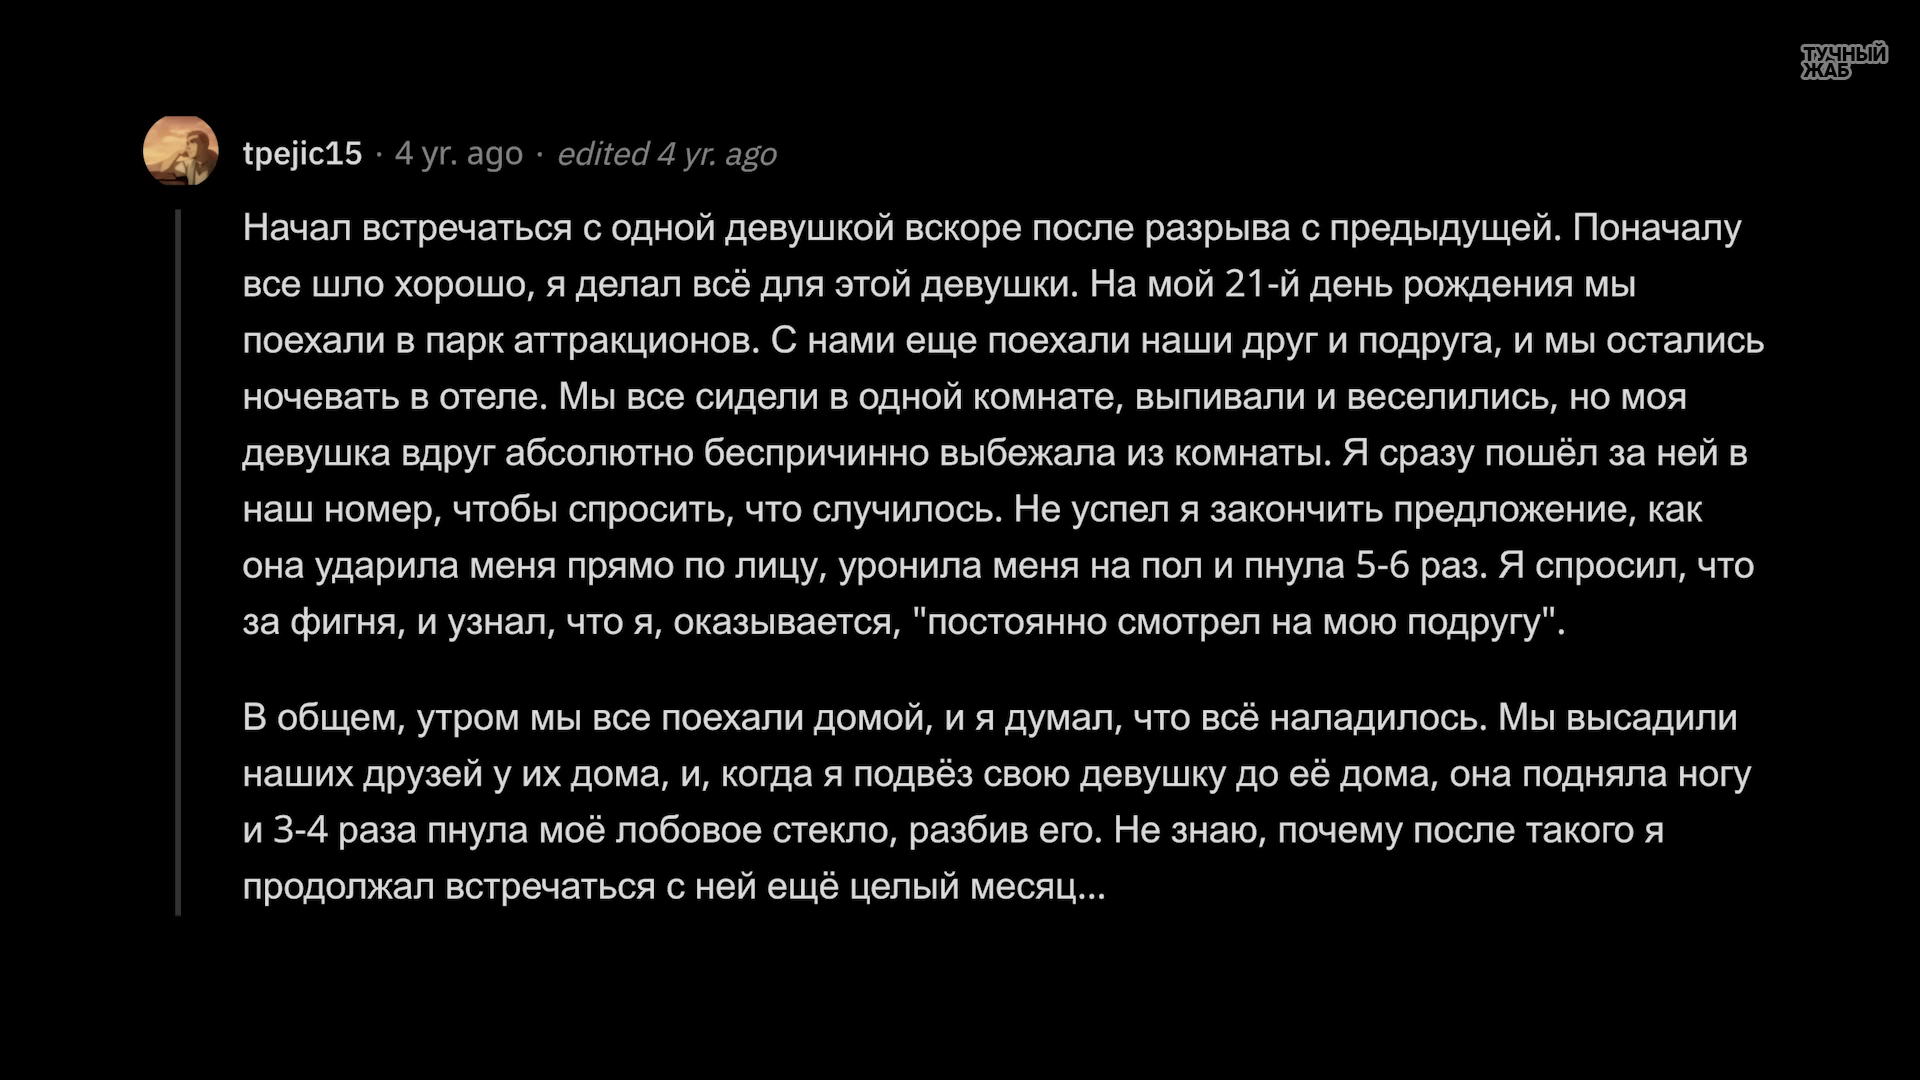 ТУЧНЫЙ
ЖАБ
tpejic15 · 4 yr. ago · edited 4 yr. ago
Начал встречаться с одной девушкой вскоре после разрыва с предыдущей. Поначалу
все шло хорошо, я делал всё для этой девушки. На мой 21-й день рождения мы
поехали в парк аттракционов. С нами еще поехали наши друг и подруга, и мы остались
ночевать в отеле. Мы все сидели в одной комнате, выпивали и веселились, но моя
девушка вдруг абсолютно беспричинно выбежала из комнаты. Я сразу пошёл за ней в
наш номер, чтобы спросить, что случилось. Не успел я закончить предложение, как
она ударила меня прямо по лицу, уронила меня на пол и пнула 5-6 раз. Я спросил, что
за фигня, и узнал, что я, оказывается, "постоянно смотрел на мою подругу".
В общем, утром мы все поехали домой, и я думал, что всё наладилось. Мы высадили
наших друзей у их дома, и, когда я подвёз свою девушку до её дома, она подняла ногу
и 3-4 раза пнула моё лобовое стекло, разбив его. Не знаю, почему после такого я
продолжал встречаться с ней ещё целый месяц...